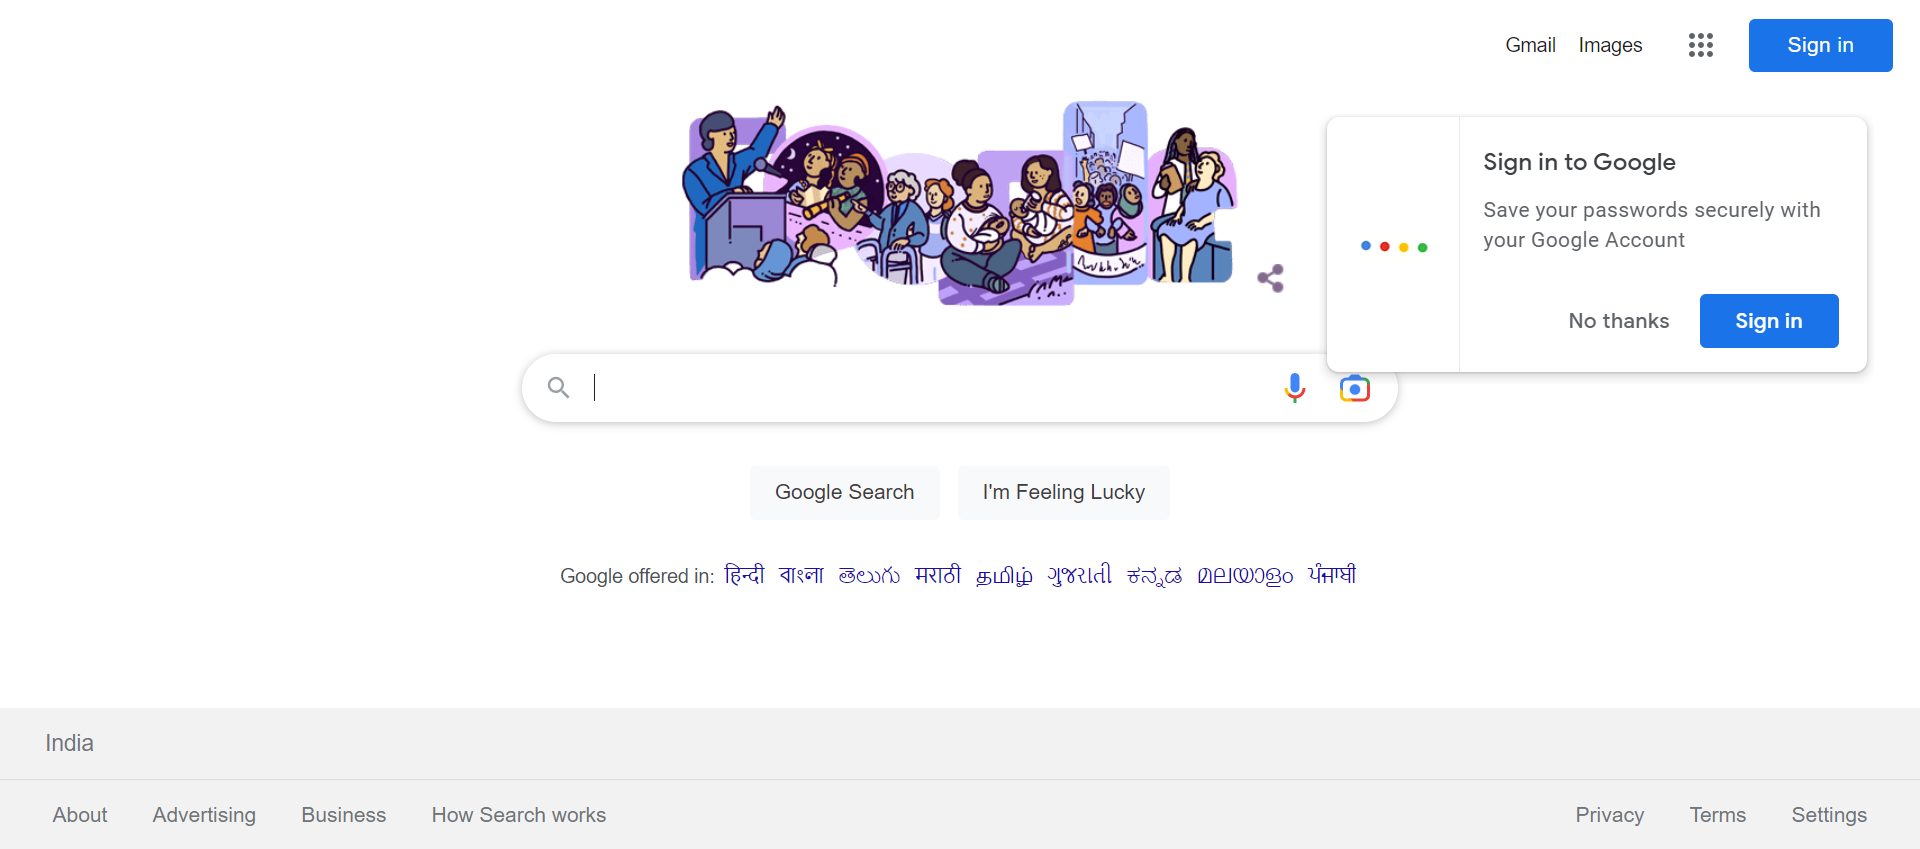 Gmail Images Sign in
Sign in to Google
Save your passwords securely with
your Google Account
No thanks Sign in
Google Search I'm Feeling Lucky
Google offered in: हिन्दी বাংলা తెలుగు मराठी தமிழ் ગુજરાતી ಕನ್ನಡ മലയാളം ਪੰਜਾਬੀ
India
About Advertising Business How Search works Privacy Terms Settings